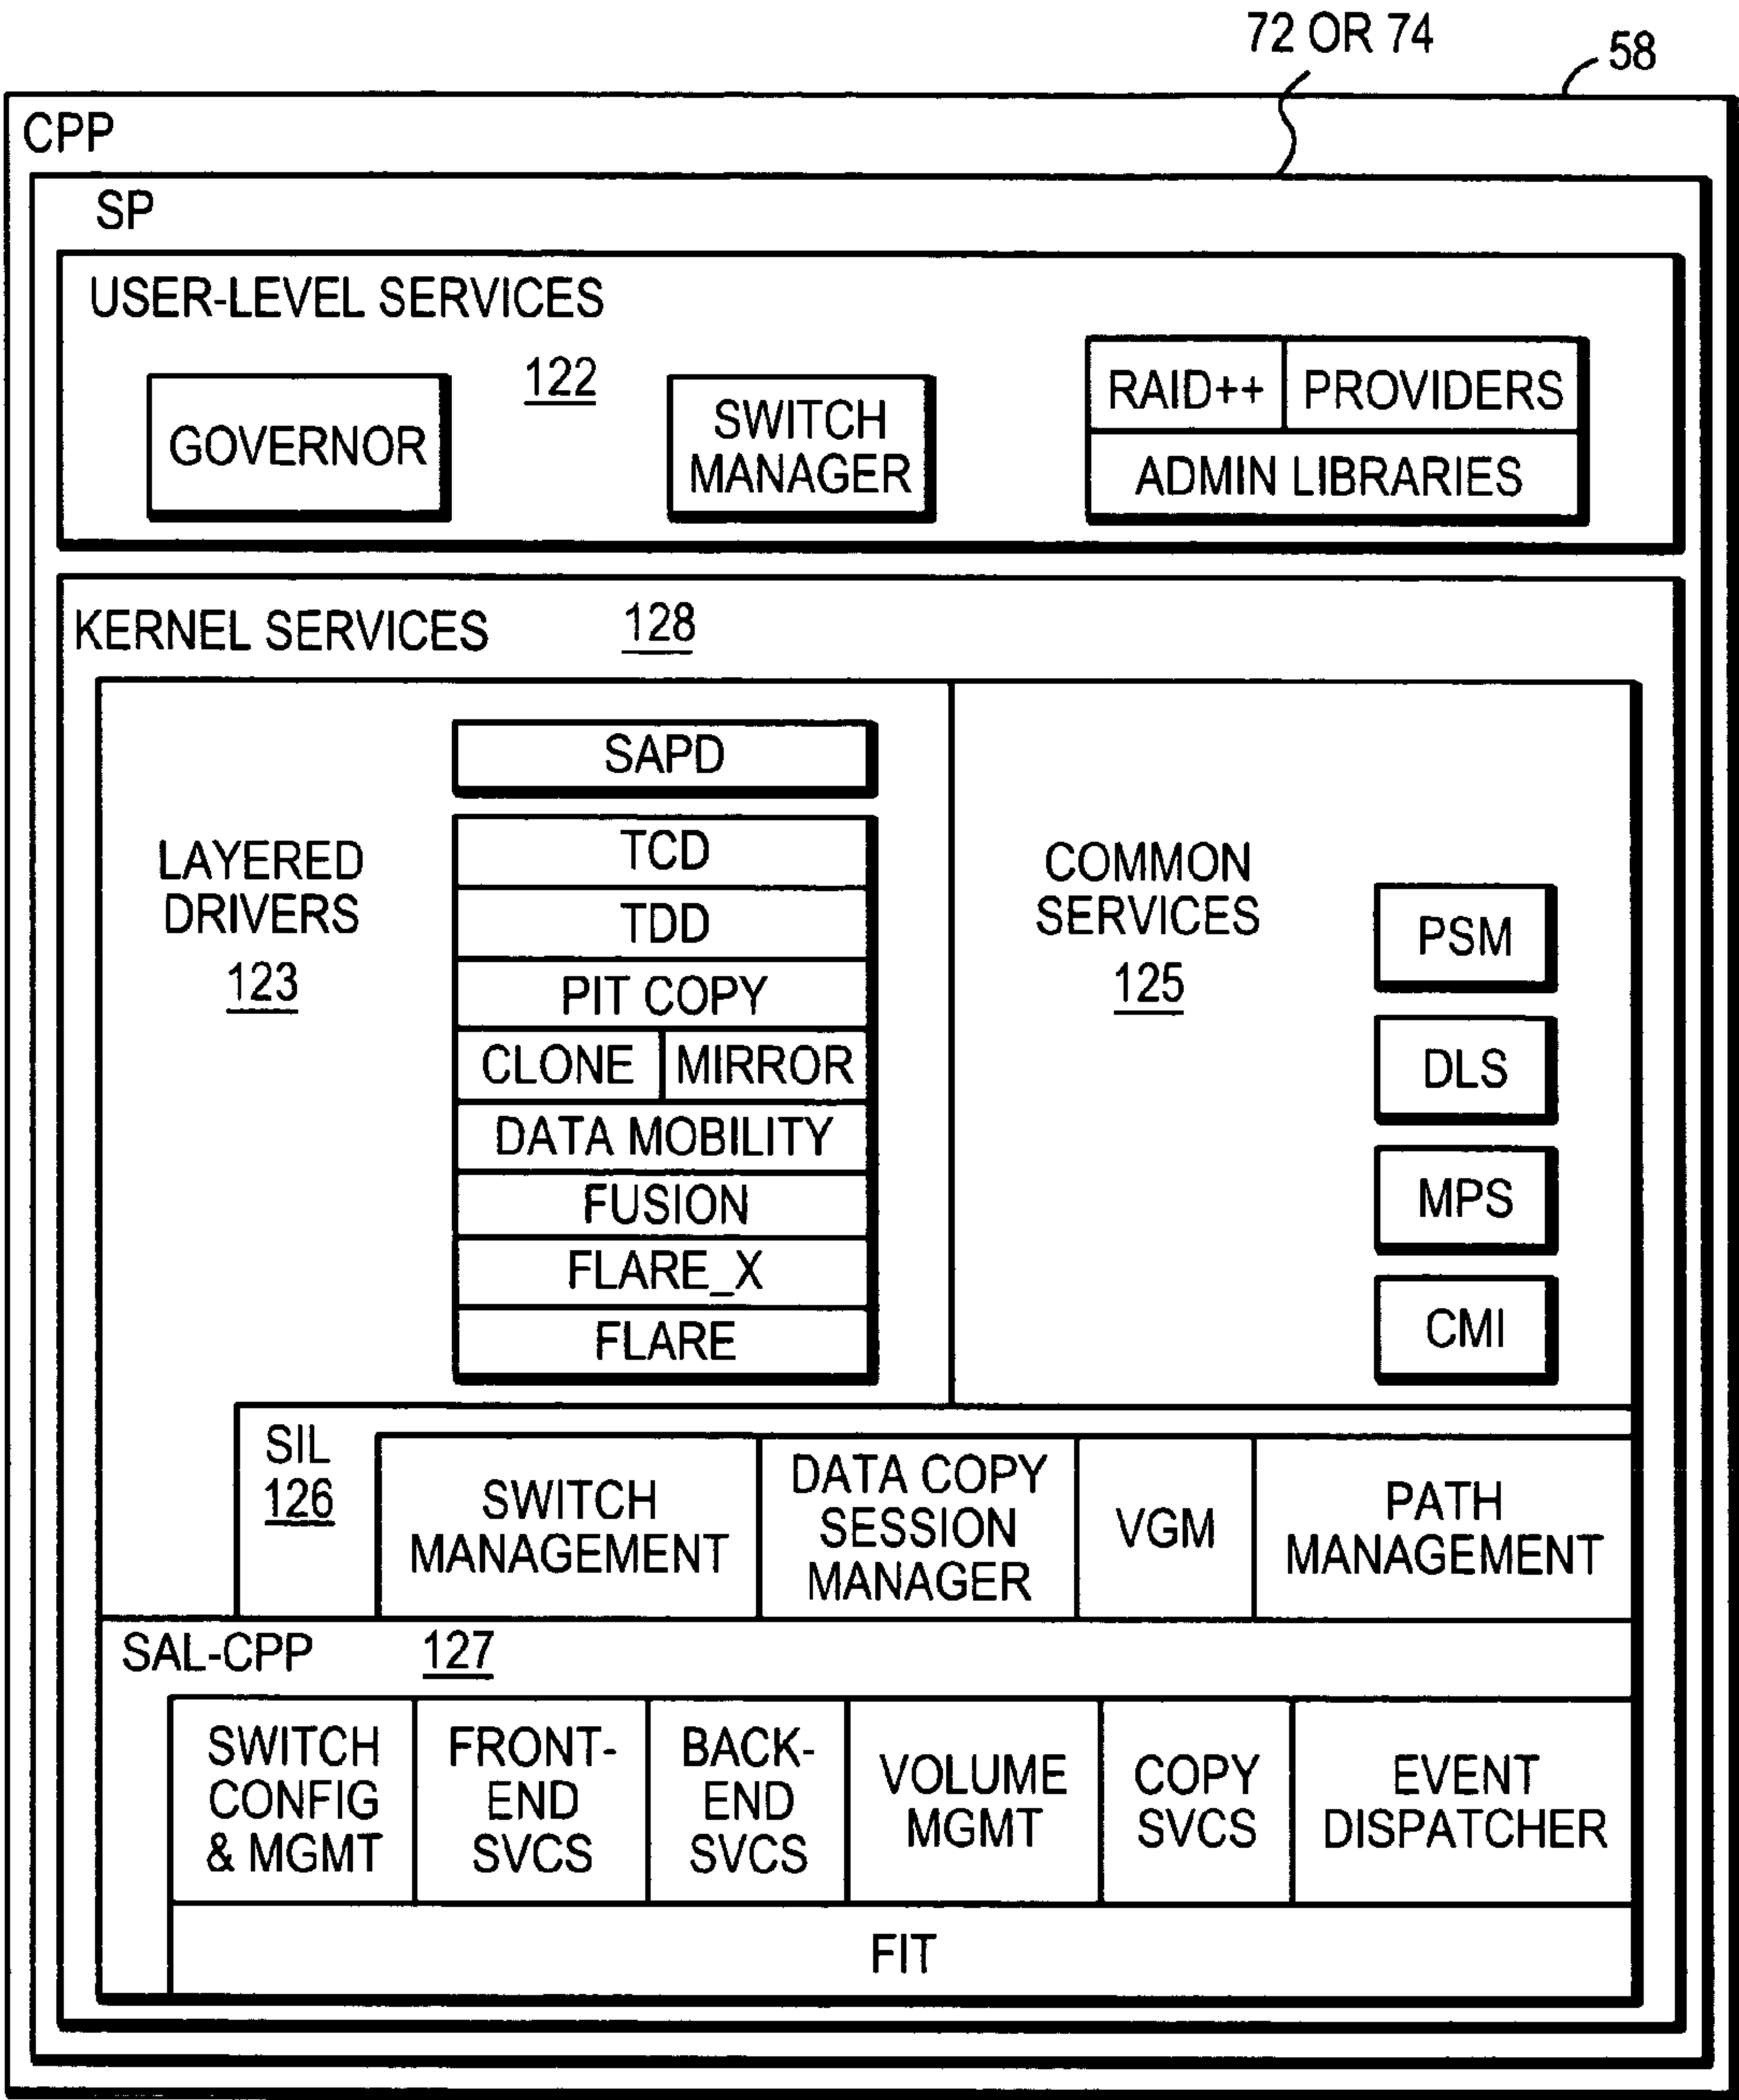 72 OR 74
58
CPP
SP
USER-LEVEL SERVICES
122
GOVERNOR
SWITCH
MANAGER
RAID++
PROVIDERS
ADMIN LIBRARIES
KERNEL SERVICES
128
LAYERED
DRIVERS
123
SAPD
TCD
TDD
PIT COPY
CLONE
MIRROR
DATA MOBILITY
FUSION
FLARE_X
FLARE
COMMON
SERVICES
125
PSM
DLS
MPS
CMI
SIL
126
SWITCH
MANAGEMENT
DATA COPY
SESSION
MANAGER
VGM
PATH
MANAGEMENT
SAL-CPP
127
SWITCH
CONFIG
& MGMT
FRONT-
END
SVCS
BACK-
END
SVCS
VOLUME
MGMT
COPY
SVCS
EVENT
DISPATCHER
FIT